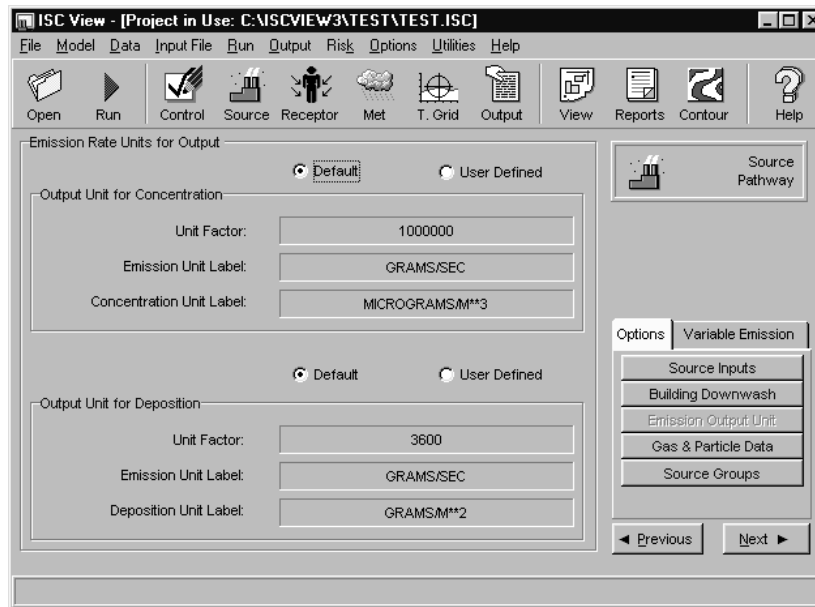 ISC View - [Project in Use: C:\ISCVIEW3\TEST\TEST.ISC]
File Model Data Input File Run Output Risk Options Utilities Help
Open Run Control Source Receptor Met T. Grid Output View Reports Contour Help
Emission Rate Units for Output
Default User Defined
Output Unit for Concentration
Unit Factor: 1000000
Emission Unit Label: GRAMS/SEC
Concentration Unit Label: MICROGRAMS/M**3
Default User Defined
Output Unit for Deposition
Unit Factor: 3600
Emission Unit Label: GRAMS/SEC
Deposition Unit Label: GRAMS/M**2
Source
Pathway
Options Variable Emission
Source Inputs
Building Downwash
Emission Output Unit
Gas & Particle Data
Source Groups
Previous Next